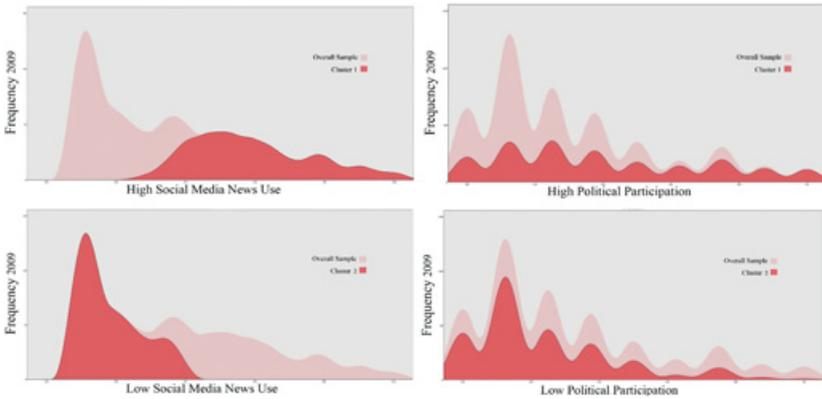 Frequency 2009
Overall Sample
Cluster 1
High Social Media News Use
Frequency 2009
Overall Sample
Cluster 1
High Political Participation
Frequency 2009
Overall Sample
Cluster 2
Low Social Media News Use
Frequency 2009
Overall Sample
Cluster 2
Low Political Participation